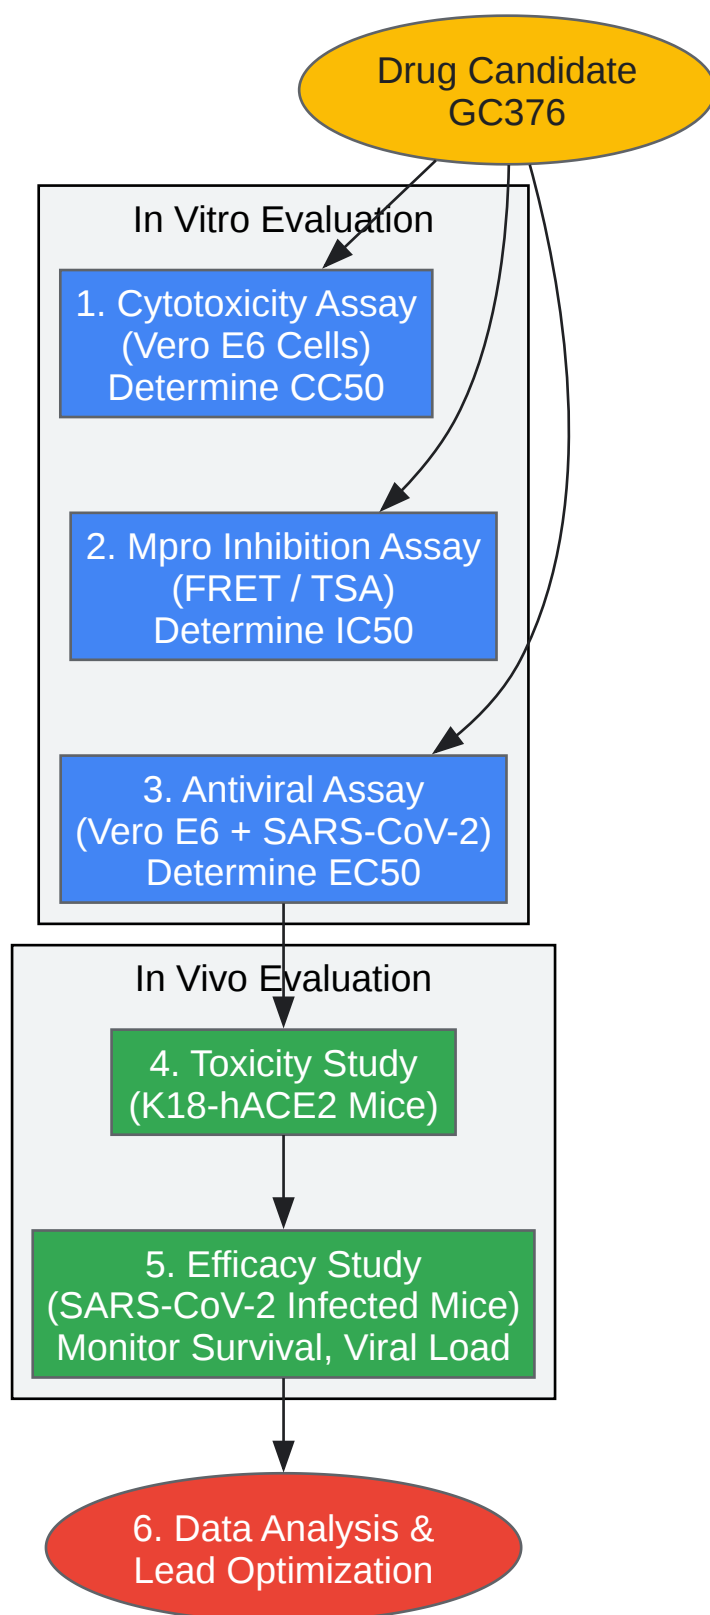 Drug Candidate
GC376
In Vitro Evaluation
1. Cytotoxicity Assay
(Vero E6 Cells)
Determine CC50
2. Mpro Inhibition Assay
(FRET / TSA)
Determine IC50
3. Antiviral Assay
(Vero E6 + SARS-CoV-2)
Determine EC50
In Vivo Evaluation
4. Toxicity Study
(K18-hACE2 Mice)
5. Efficacy Study
(SARS-CoV-2 Infected Mice)
Monitor Survival, Viral Load
6. Data Analysis &
Lead Optimization